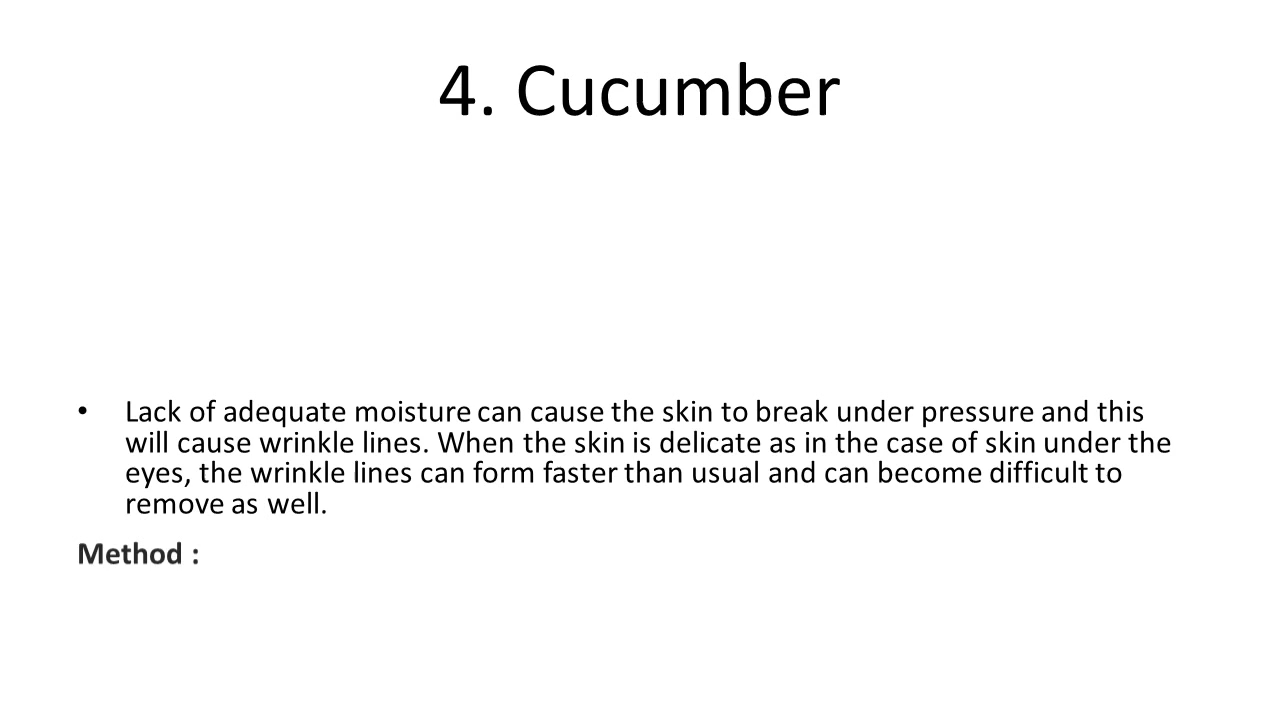 4. Cucumber
• Lack of adequate moisture can cause the skin to break under pressure and this
will cause wrinkle lines. When the skin is delicate as in the case of skin under the
eyes, the wrinkle lines can form faster than usual and can become difficult to
remove as well.
Method :